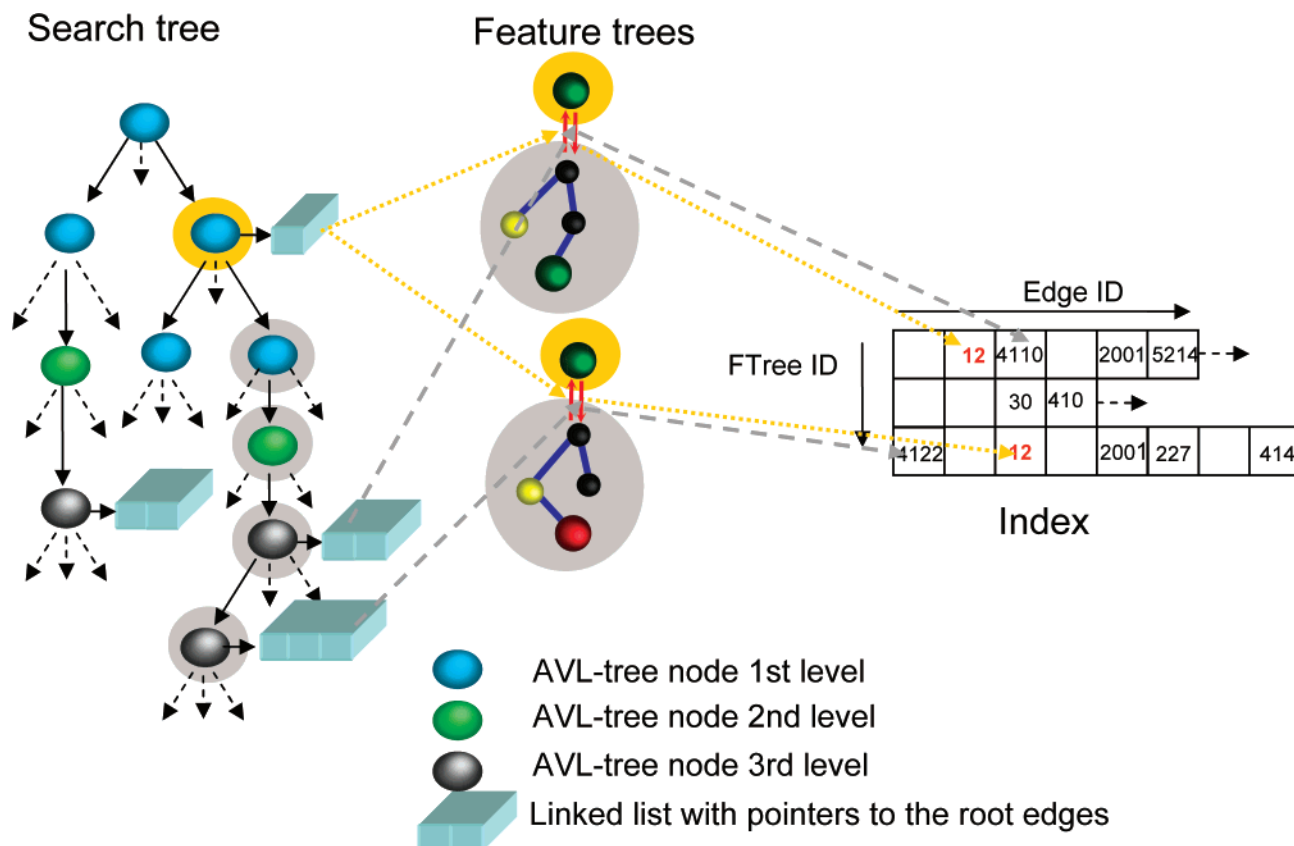 Search tree
Feature trees
Edge ID
FTree ID
12 4110 2001 5214
30 410
4122 12 2001 227 414
Index
AVL-tree node 1st level
AVL-tree node 2nd level
AVL-tree node 3rd level
Linked list with pointers to the root edges